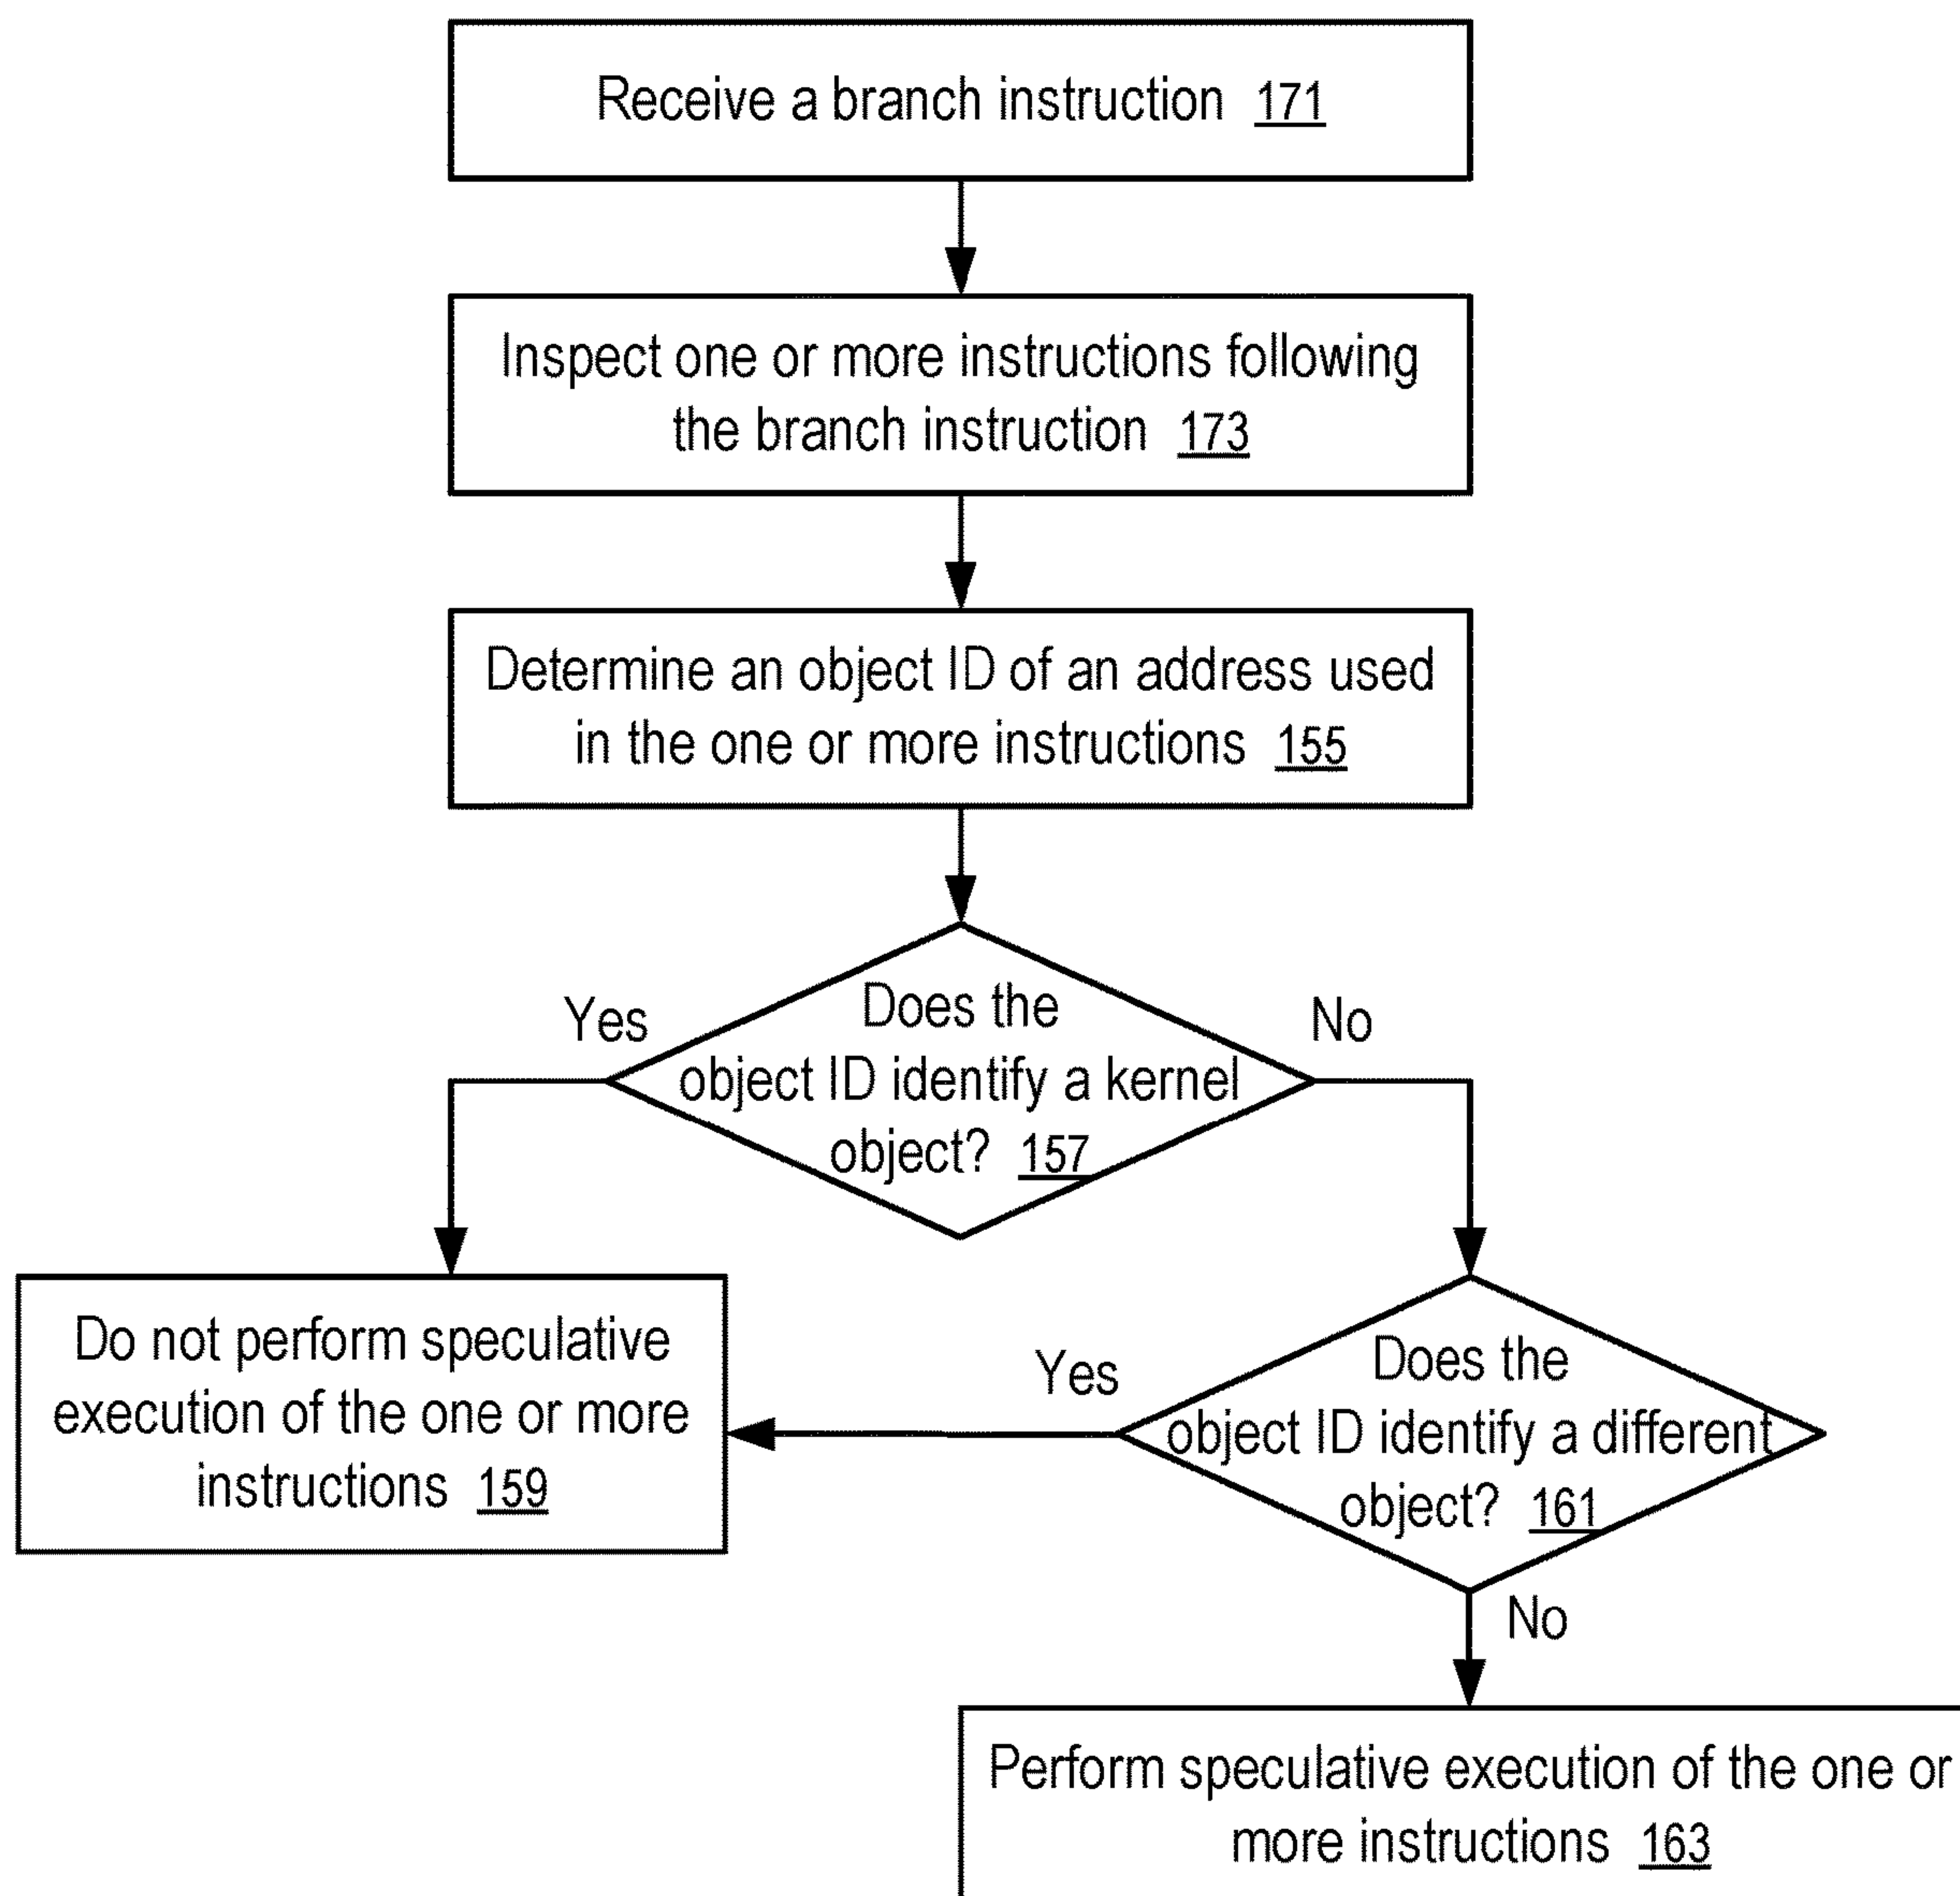 Receive a branch instruction 171
Inspect one or more instructions following
the branch instruction 173
Determine an object ID of an address used
in the one or more instructions 155
Does the
object ID identify a kernel
object? 157
Yes
No
Do not perform speculative
execution of the one or more
instructions 159
Yes
Does the
object ID identify a different
object? 161
No
Perform speculative execution of the one or
more instructions 163